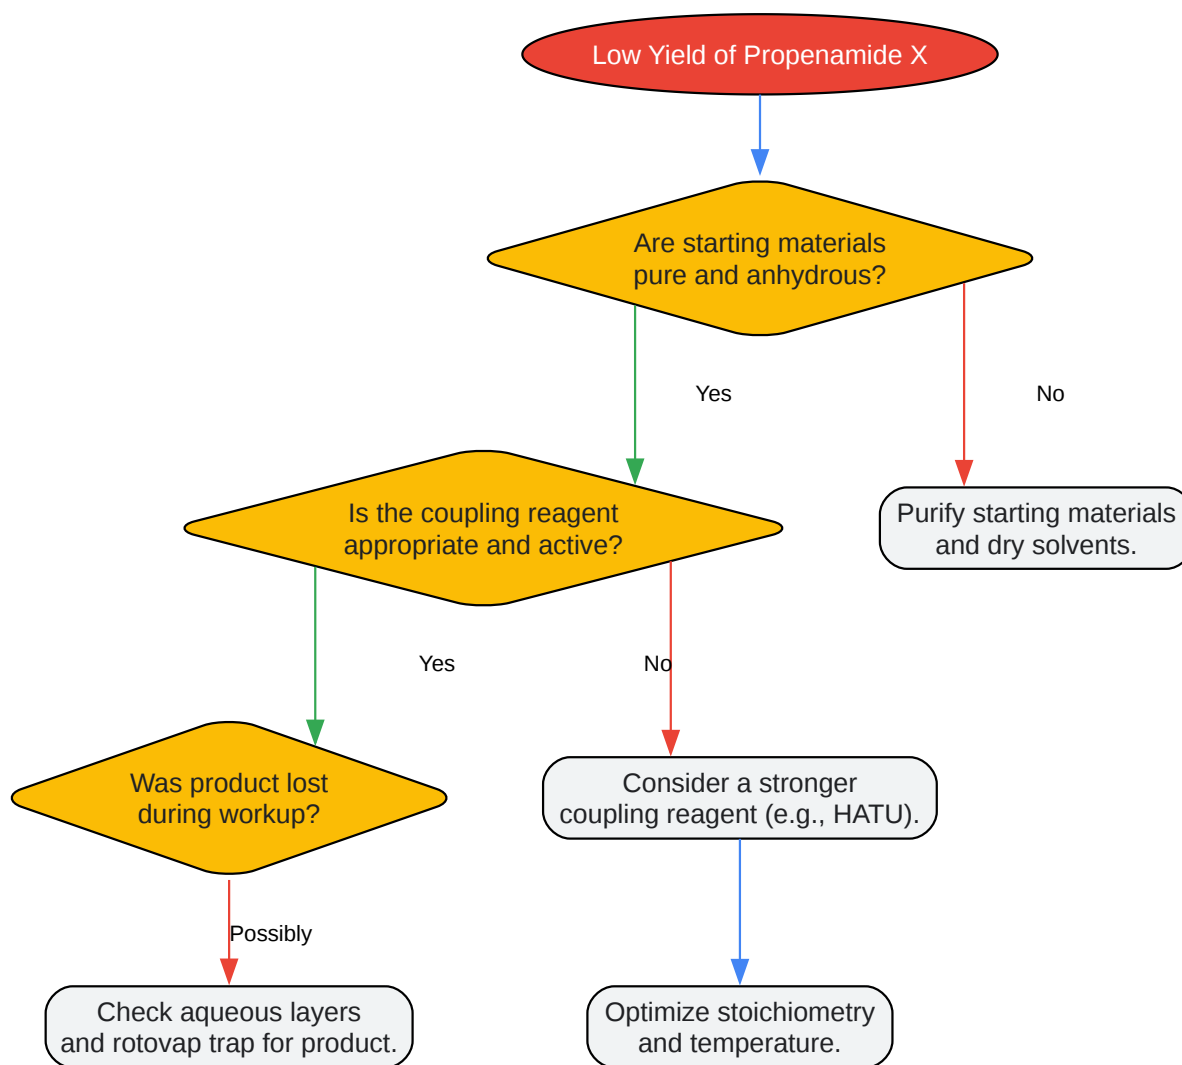 Low Yield of Propenamide X
Are starting materials
pure and anhydrous?
Yes
No
Is the coupling reagent
appropriate and active?
Purify starting materials
and dry solvents.
Yes
No
Was product lost
during workup?
Consider a stronger
coupling reagent (e.g., HATU).
Possibly
Check aqueous layers
and rotovap trap for product.
Optimize stoichiometry
and temperature.